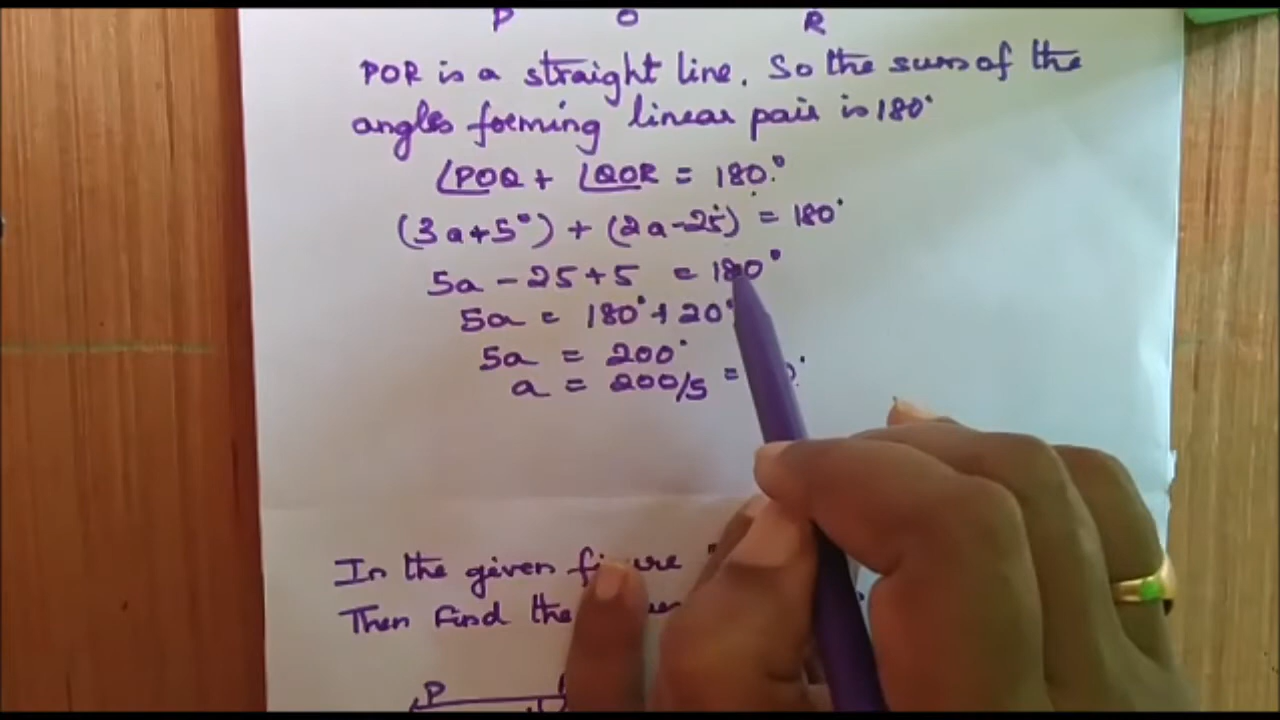 P O R
POR is a straight line. So the sum of the
angles forming linear pair is 180°
∠POQ + ∠QOR = 180°
(3a+5°) + (2a-25°) = 180°
5a - 25 + 5 = 180°
5a = 180° + 20°
5a = 200°
a = 200/5 =
In the given figure
Then find the
P